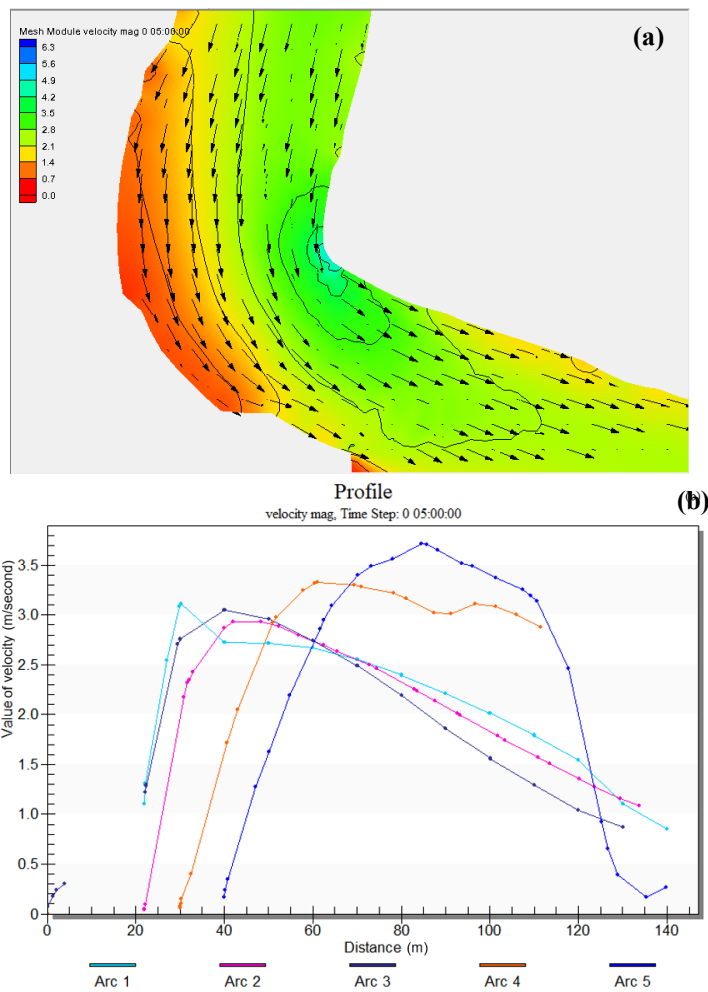 Mesh Module velocity mag 0 05:00:00
(a)
6.3
5.6
4.9
4.2
3.5
2.8
2.1
1.4
0.7
0.0
Profile
(b)
velocity mag, Time Step: 0 05:00:00
Value of velocity (m/second)
3.5
3.0
2.5
2.0
1.5
1.0
0.5
0
0 20 40 60 80 100 120 140
Distance (m)
Arc 1 Arc 2 Arc 3 Arc 4 Arc 5